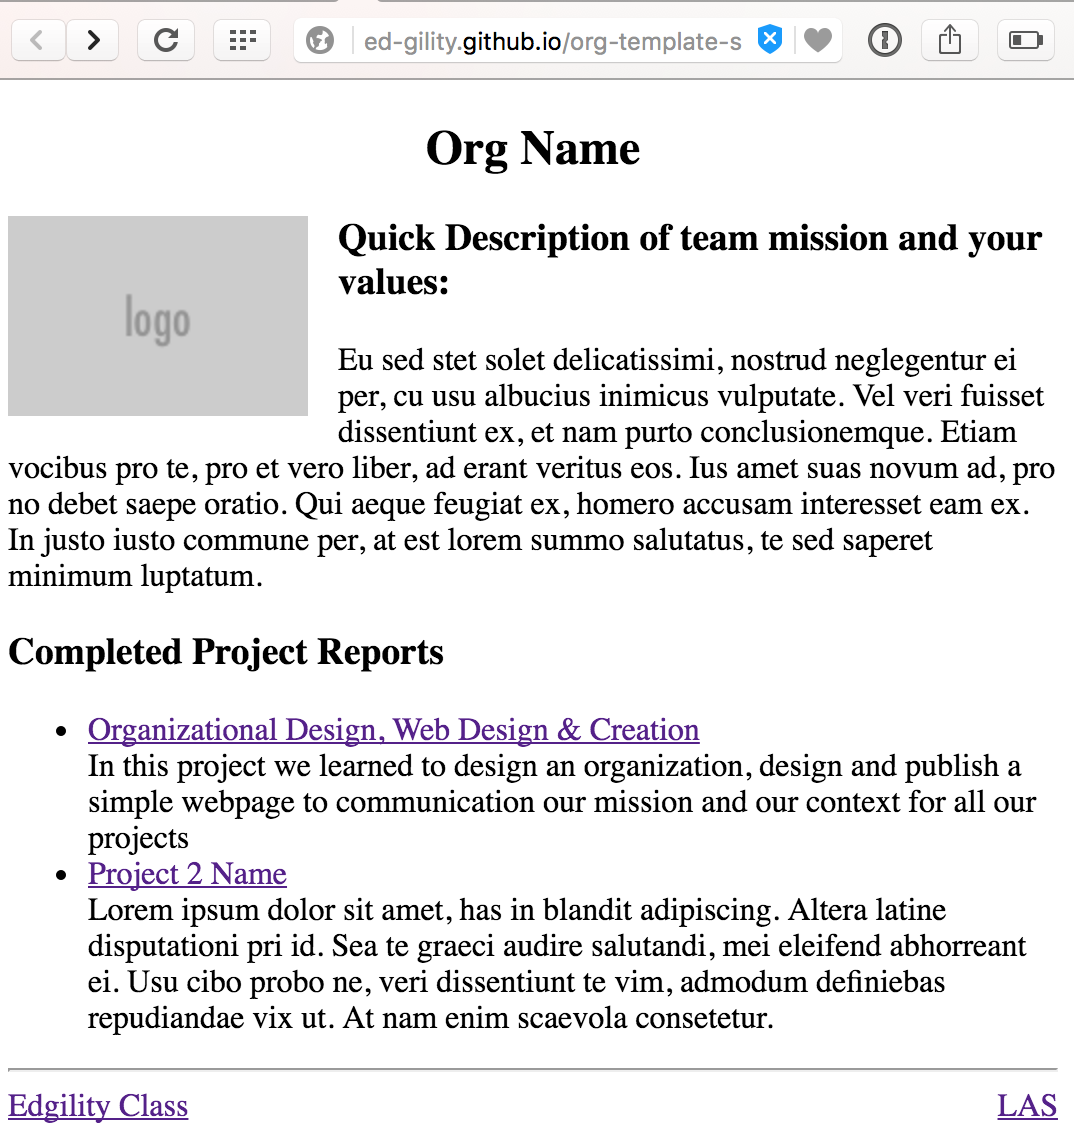 ed-gility.github.io/org-template-s
Org Name
logo
Quick Description of team mission and your
values:
Eu sed stet solet delicatissimi, nostrud neglegentur ei
per, cu usu albucius inimicus vulputate. Vel veri fuisset
dissentiunt ex, et nam purto conclusionemque. Etiam
vocibus pro te, pro et vero liber, ad erant veritus eos. Ius amet suas novum ad, pro
no debet saepe oratio. Qui aeque feugiat ex, homero accusam interesset eam ex.
In justo iusto commune per, at est lorem summo salutatus, te sed saperet
minimum luptatum.
Completed Project Reports
• Organizational Design, Web Design & Creation
In this project we learned to design an organization, design and publish a
simple webpage to communication our mission and our context for all our
projects
• Project 2 Name
Lorem ipsum dolor sit amet, has in blandit adipiscing. Altera latine
disputationi pri id. Sea te graeci audire salutandi, mei eleifend abhorreant
ei. Usu cibo probo ne, veri dissentiunt te vim, admodum definiebas
repudiandae vix ut. At nam enim scaevola consetetur.
Edgility Class
LAS